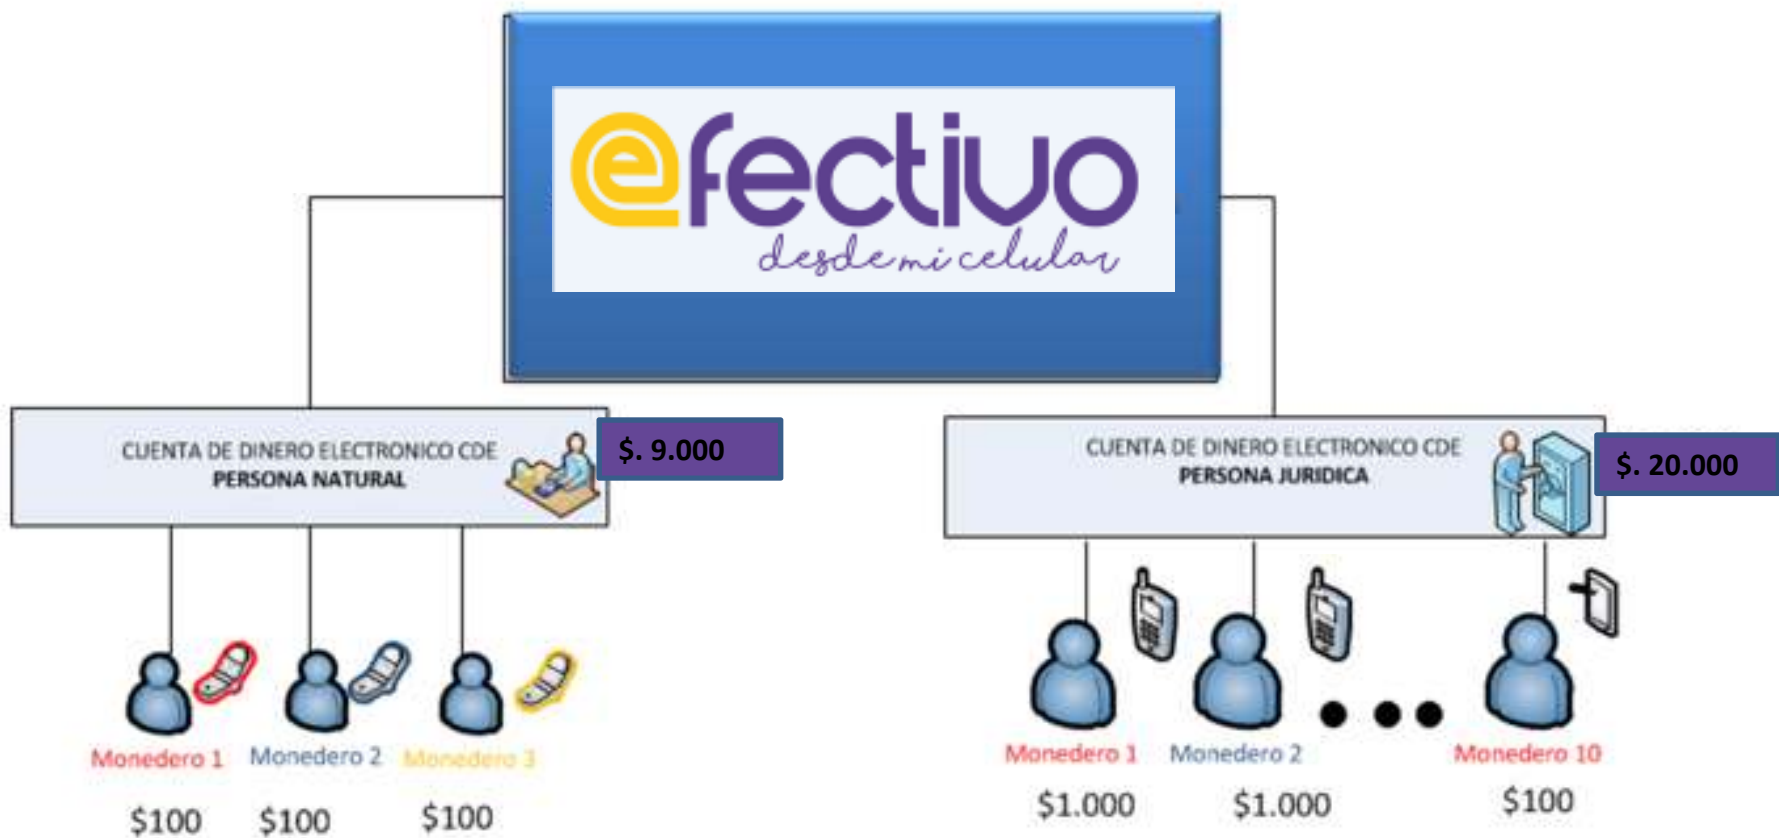 efectivo
desde mi celular
CUENTA DE DINERO ELECTRONICO CDE
PERSONA NATURAL
$. 9.000
CUENTA DE DINERO ELECTRONICO CDE
PERSONA JURIDICA
$. 20.000
Monedero 1 Monedero 2 Monedero 3
$100 $100 $100
Monedero 1 Monedero 2 Monedero 10
$1.000 $1.000 $100